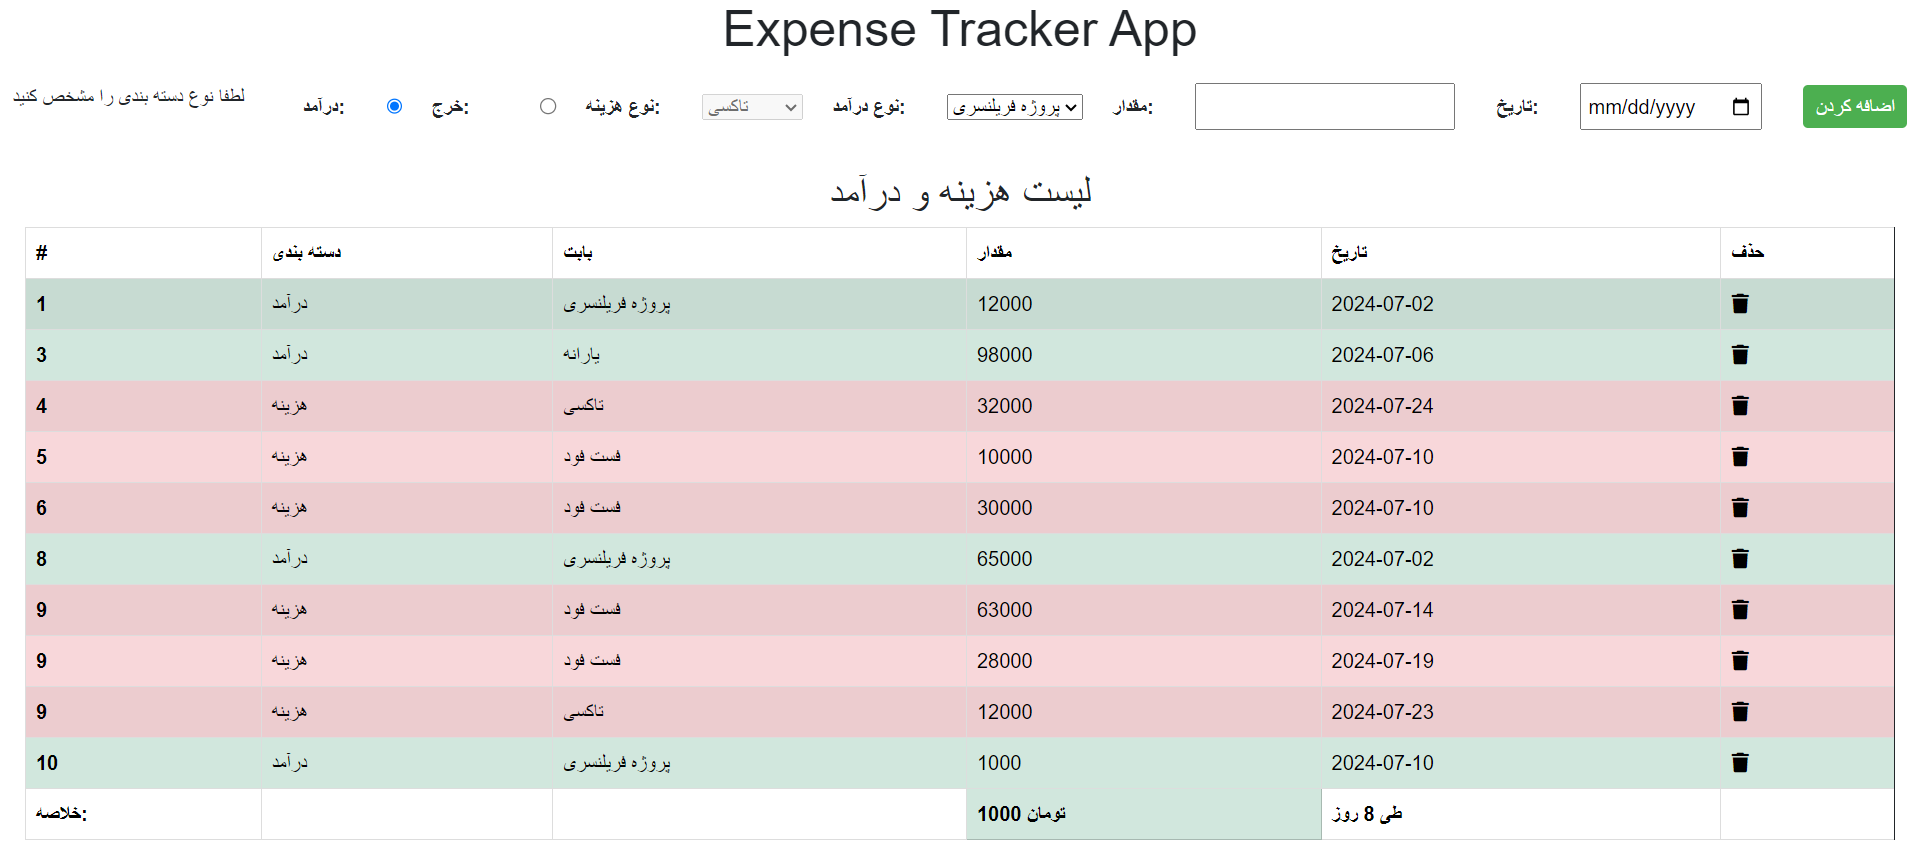 Expense Tracker App
لطفا نوع دسته بندی را مشخص کنید درآمد: خرج: نوع هزینه: تاکسی نوع درآمد: پروژه فریلنسری مقدار: تاریخ: mm/dd/yyyy اضافه کردن
لیست هزینه و درآمد
# دسته بندی بابت مقدار تاریخ حذف
1 درآمد پروژه فریلنسری 12000 2024-07-02
3 درآمد یارانه 98000 2024-07-06
4 هزینه تاکسی 32000 2024-07-24
5 هزینه فست فود 10000 2024-07-10
6 هزینه فست فود 30000 2024-07-10
8 درآمد پروژه فریلنسری 65000 2024-07-02
9 هزینه فست فود 63000 2024-07-14
9 هزینه فست فود 28000 2024-07-19
9 هزینه تاکسی 12000 2024-07-23
10 درآمد پروژه فریلنسری 1000 2024-07-10
خلاصه: 1000 تومان طی 8 روز